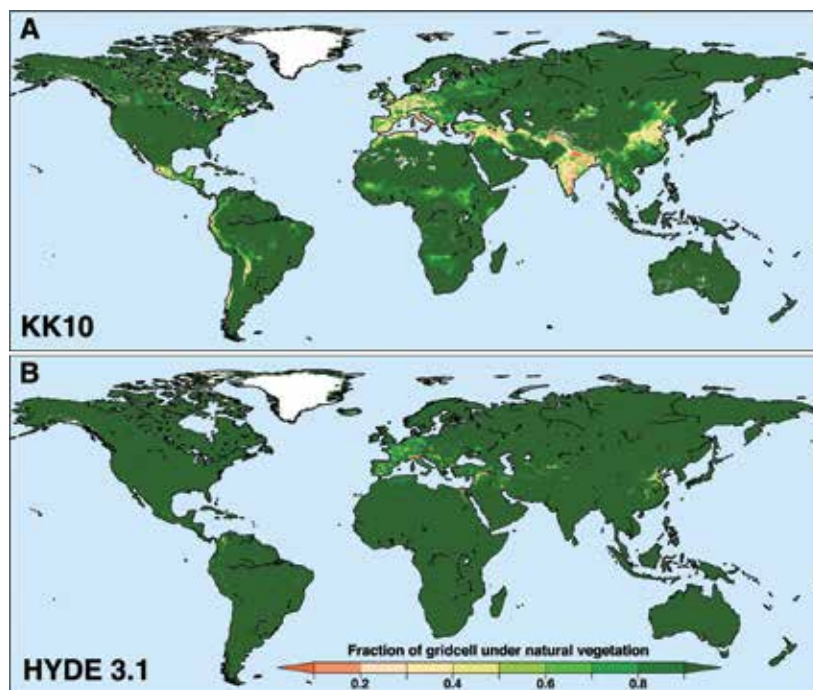 A
KK10
B
Fraction of gridcell under natural vegetation
0.2 0.4 0.6 0.8
HYDE 3.1